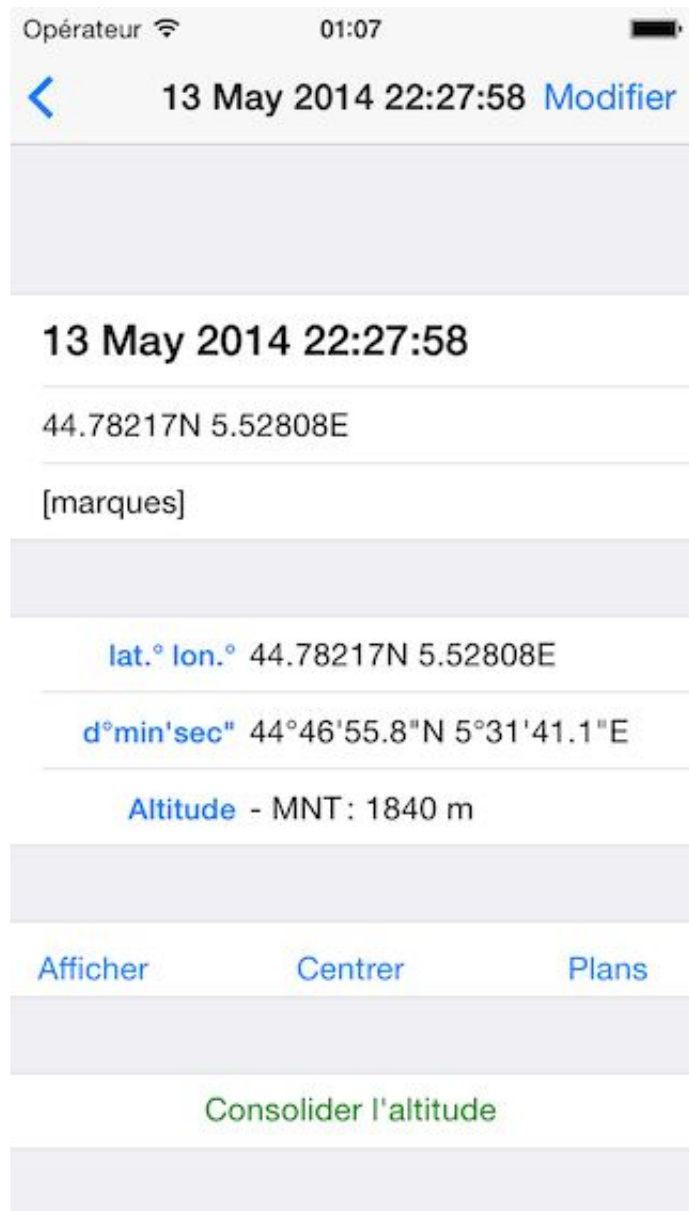 Opérateur 01:07
13 May 2014 22:27:58 Modifier
13 May 2014 22:27:58
44.78217N 5.52808E
[marques]
lat.° lon.° 44.78217N 5.52808E
d°min'sec" 44°46'55.8"N 5°31'41.1"E
Altitude - MNT : 1840 m
Afficher Centrer Plans
Consolider l'altitude